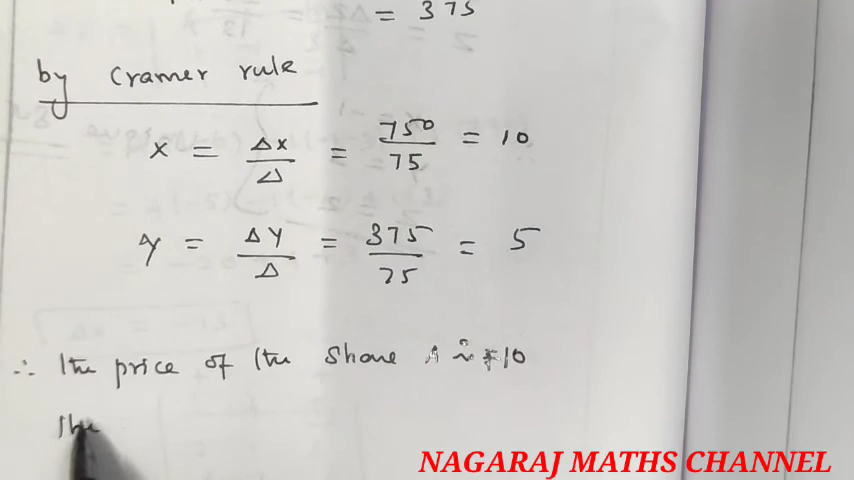 = 375
by Cramer rule
x = Δx/Δ = 750/75 = 10
y = Δy/Δ = 375/75 = 5
∴ The price of the Share A is ₹10
The
NAGARAJ MATHS CHANNEL